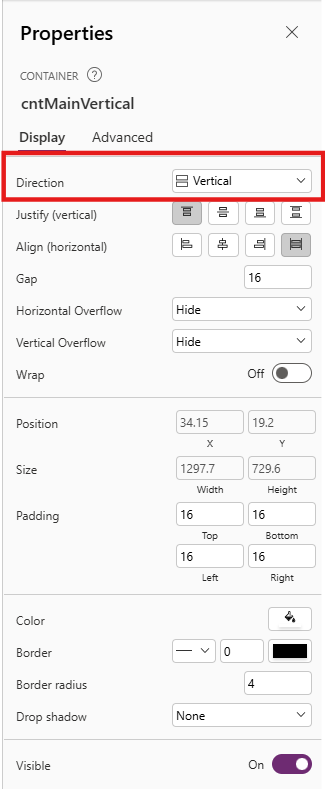 Properties
CONTAINER ?
cntMainVertical
Display Advanced
Direction Vertical
Justify (vertical)
Align (horizontal)
Gap 16
Horizontal Overflow Hide
Vertical Overflow Hide
Wrap Off
Position 34.15 19.2
X Y
Size 1297.7 729.6
Width Height
Padding 16 16
Top Bottom
16 16
Left Right
Color
Border 0
Border radius 4
Drop shadow None
Visible On